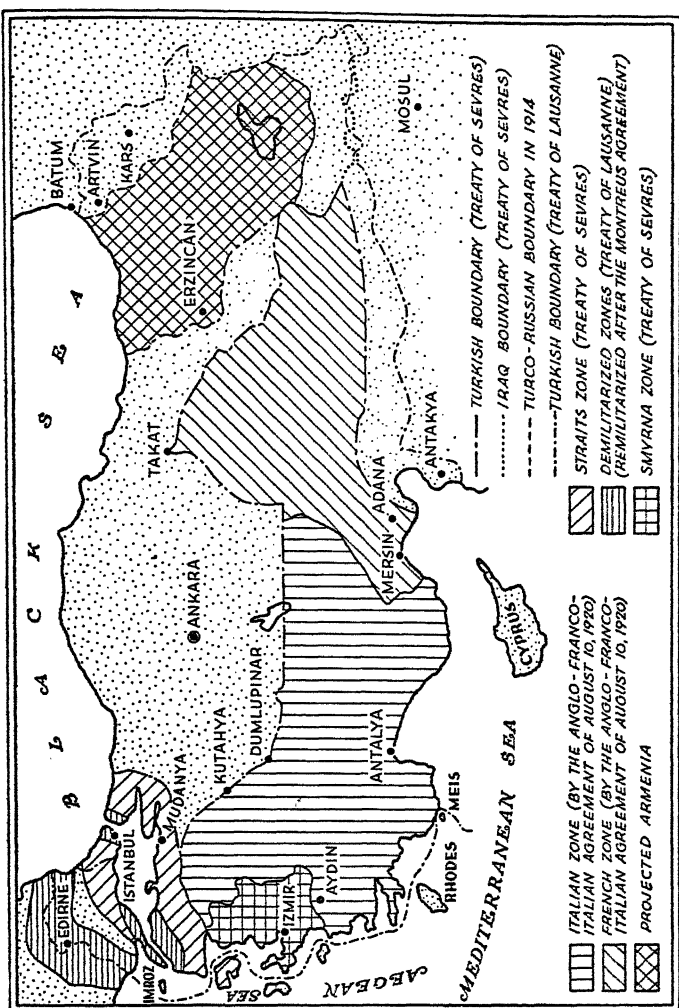 BLACK SEA
BATUM
ARTVIN
KARS
ERZINCAN
TAKAT
ANKARA
EDIRNE
ISTANBUL
MUDANYA
IMROZ
KUTAHYA
DUMLUPINAR
MOSUL
ADANA
MERSIN
ANTAKYA
IZMIR
AYDIN
ANTALYA
MEIS
RHODES
CYPRUS
AEGEAN
SEA
MEDITERRANEAN SEA
TURKISH BOUNDARY (TREATY OF SEVRES)
IRAQ BOUNDARY (TREATY OF SEVRES)
TURCO-RUSSIAN BOUNDARY IN 1914
TURKISH BOUNDARY (TREATY OF LAUSANNE)
ITALIAN ZONE (BY THE ANGLO-FRANCO-
ITALIAN AGREEMENT OF AUGUST 10, 1920)
FRENCH ZONE (BY THE ANGLO-FRANCO-
ITALIAN AGREEMENT OF AUGUST 10, 1920)
PROJECTED ARMENIA
STRAITS ZONE (TREATY OF SEVRES)
DEMILITARIZED ZONES (TREATY OF LAUSANNE)
(REMILITARIZED AFTER THE MONTREUS AGREEMENT
SMYRNA ZONE (TREATY OF SEVRES)